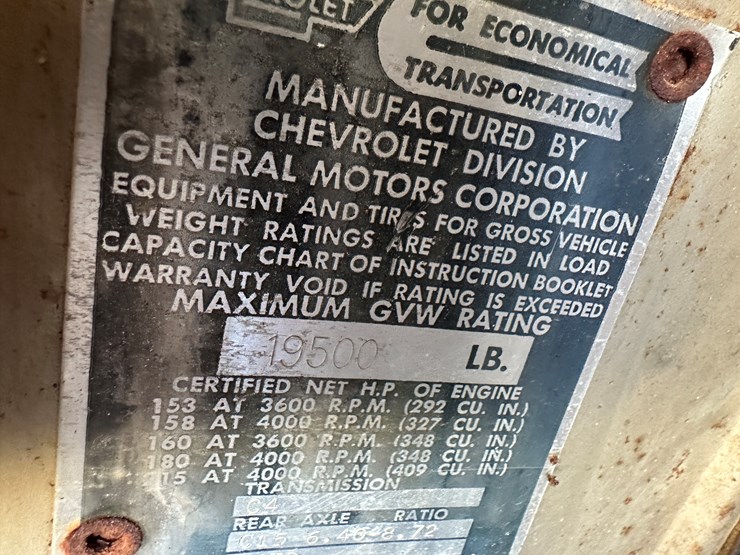 FOR ECONOMICAL
TRANSPORTATION
MANUFACTURED BY
CHEVROLET DIVISION
GENERAL MOTORS CORPORATION
EQUIPMENT AND TIRES FOR GROSS VEHICLE
WEIGHT RATINGS ARE LISTED IN LOAD
CAPACITY CHART OF INSTRUCTION BOOKLET
WARRANTY VOID IF RATING IS EXCEEDED
MAXIMUM GVW RATING
19500 LB.
CERTIFIED NET H.P. OF ENGINE
153 AT 3600 R.P.M. (292 CU. IN.)
158 AT 4000 R.P.M. (327 CU. IN.)
160 AT 3600 R.P.M. (348 CU. IN.)
180 AT 4000 R.P.M. (348 CU. IN.)
15 AT 4000 R.P.M. (409 CU. IN.)
TRANSMISSION
REAR AXLE RATIO